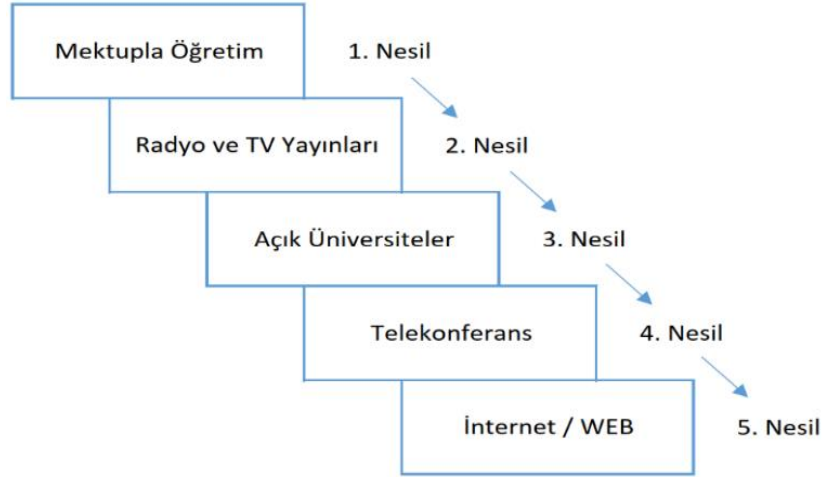 Mektupla Öğretim 1. Nesil
Radyo ve TV Yayınları 2. Nesil
Açık Üniversiteler 3. Nesil
Telekonferans 4. Nesil
İnternet / WEB 5. Nesil